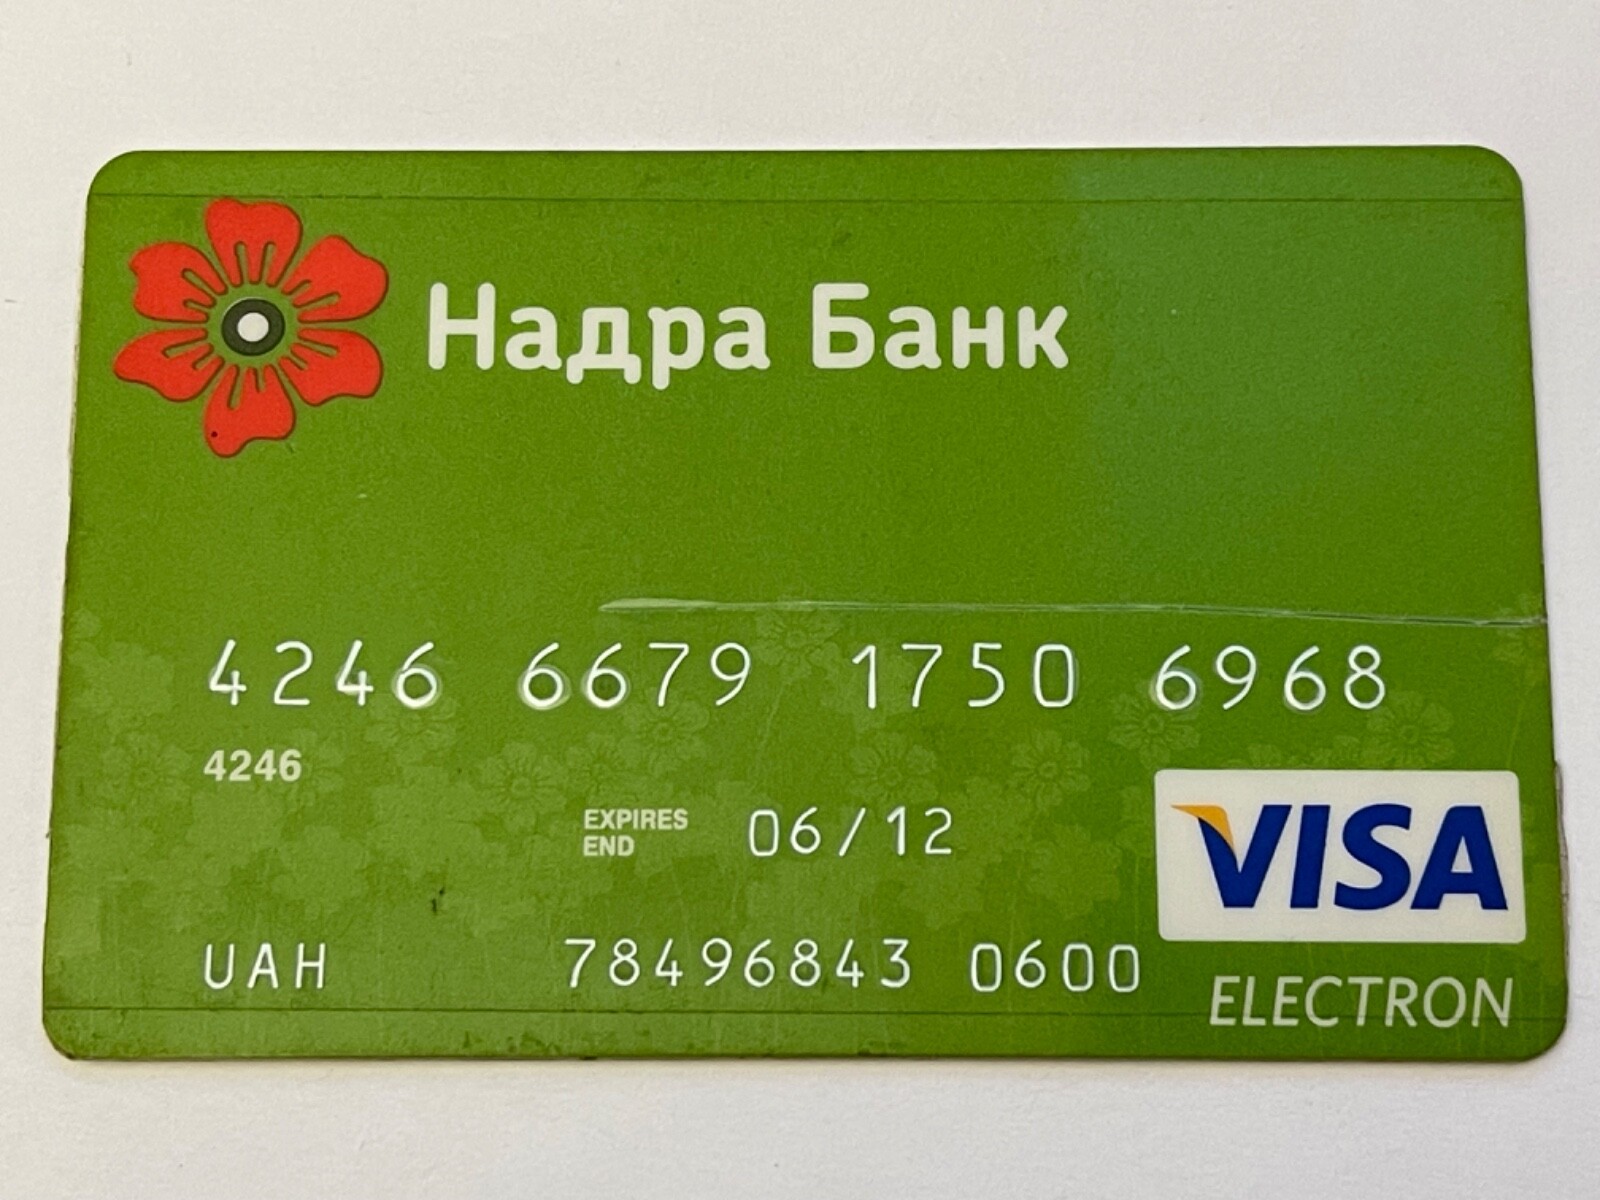 Надра Банк
4246 6679 1750 6968
4246
EXPIRES
END
06/12
VISA
UAH 78496843 0600
ELECTRON